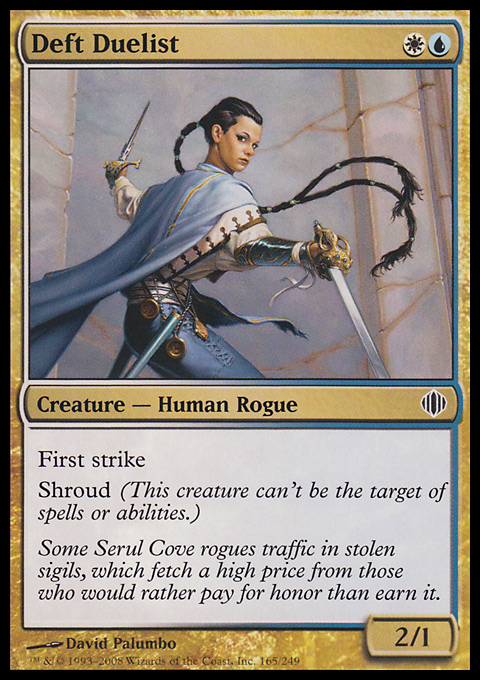 Deft Duelist
Creature — Human Rogue
First strike
Shroud (This creature can't be the target of
spells or abilities.)
Some Serul Cove rogues traffic in stolen
sigils, which fetch a high price from those
who would rather pay for honor than earn it.
David Palumbo
2/1
™ & © 1993–2008 Wizards of the Coast, Inc. 165/249